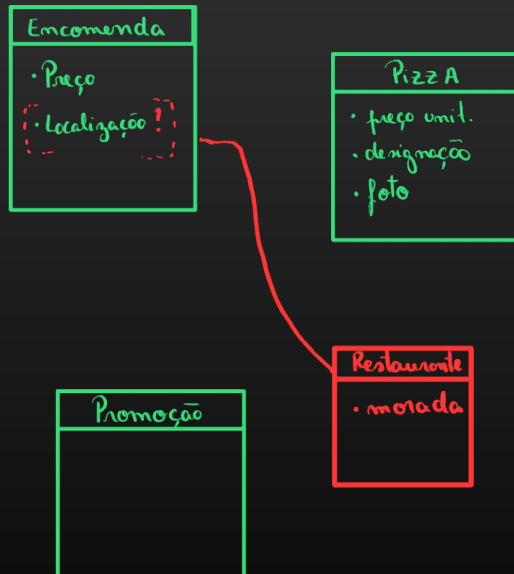 Encomenda
• Preço
• Localização !
PizzA
• preço unit.
• designação
• foto
Restaurante
• morada
Promoção